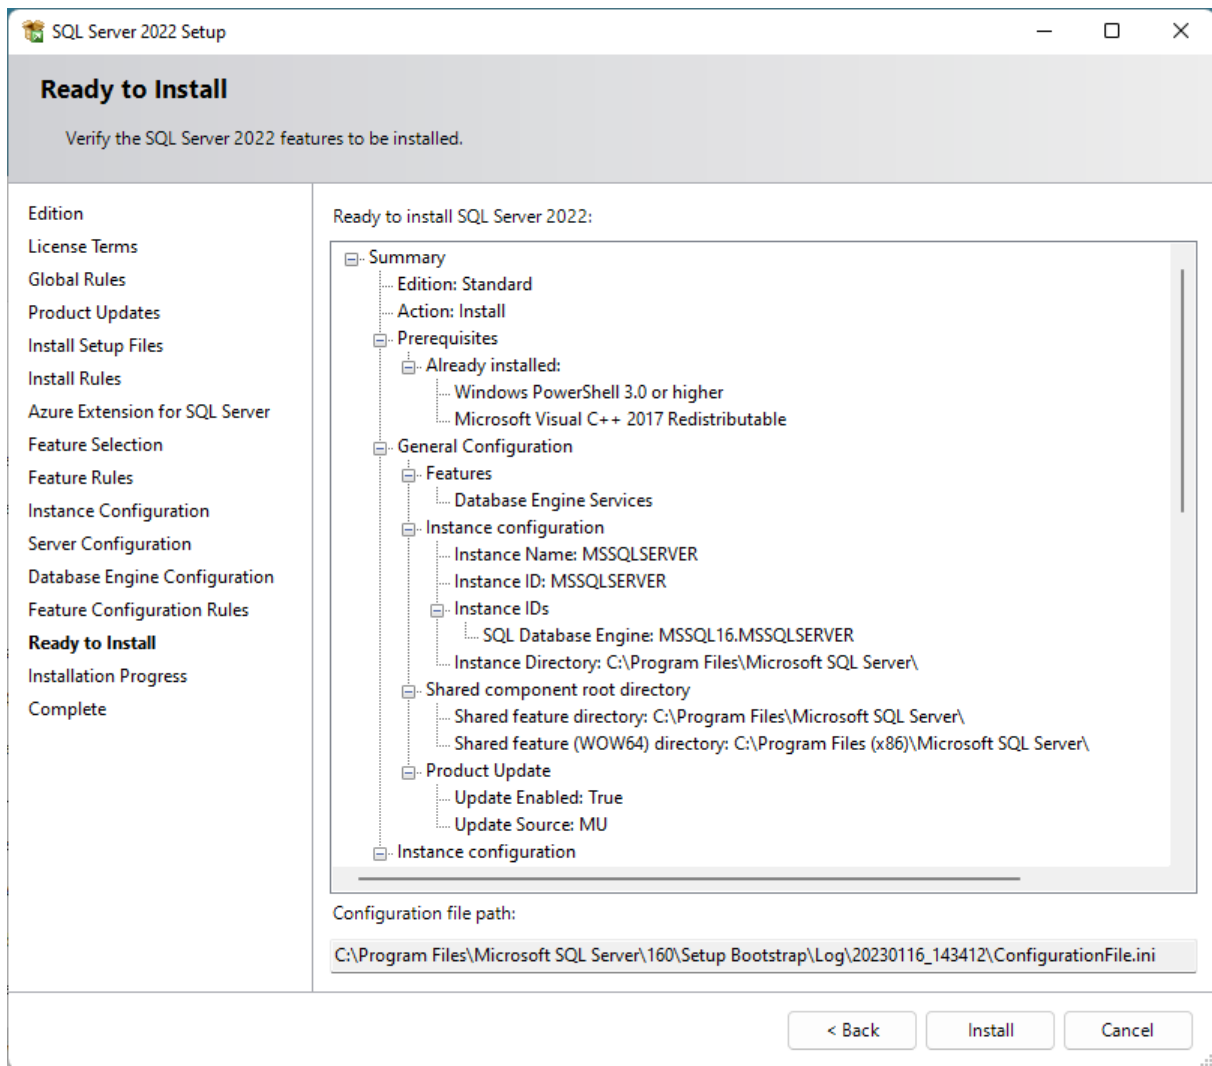 SQL Server 2022 Setup
Ready to Install
Verify the SQL Server 2022 features to be installed.
Edition
License Terms
Global Rules
Product Updates
Install Setup Files
Install Rules
Azure Extension for SQL Server
Feature Selection
Feature Rules
Instance Configuration
Server Configuration
Database Engine Configuration
Feature Configuration Rules
Ready to Install
Installation Progress
Complete
Ready to install SQL Server 2022:
Summary
Edition: Standard
Action: Install
Prerequisites
Already installed:
Windows PowerShell 3.0 or higher
Microsoft Visual C++ 2017 Redistributable
General Configuration
Features
Database Engine Services
Instance configuration
Instance Name: MSSQLSERVER
Instance ID: MSSQLSERVER
Instance IDs
SQL Database Engine: MSSQL16.MSSQLSERVER
Instance Directory: C:\Program Files\Microsoft SQL Server\
Shared component root directory
Shared feature directory: C:\Program Files\Microsoft SQL Server\
Shared feature (WOW64) directory: C:\Program Files (x86)\Microsoft SQL Server\
Product Update
Update Enabled: True
Update Source: MU
Instance configuration
Configuration file path:
C:\Program Files\Microsoft SQL Server\160\Setup Bootstrap\Log\20230116_143412\ConfigurationFile.ini
< Back
Install
Cancel